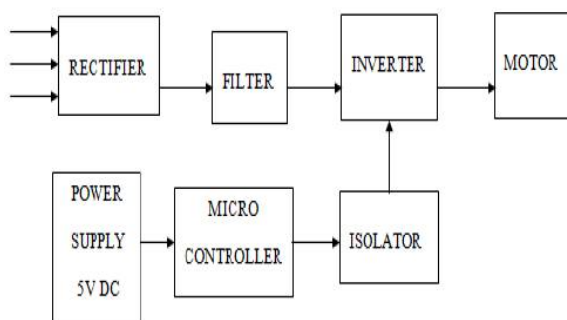 RECTIFIER
FILTER
INVERTER
MOTOR
POWER
SUPPLY
5V DC
MICRO
CONTROLLER
ISOLATOR